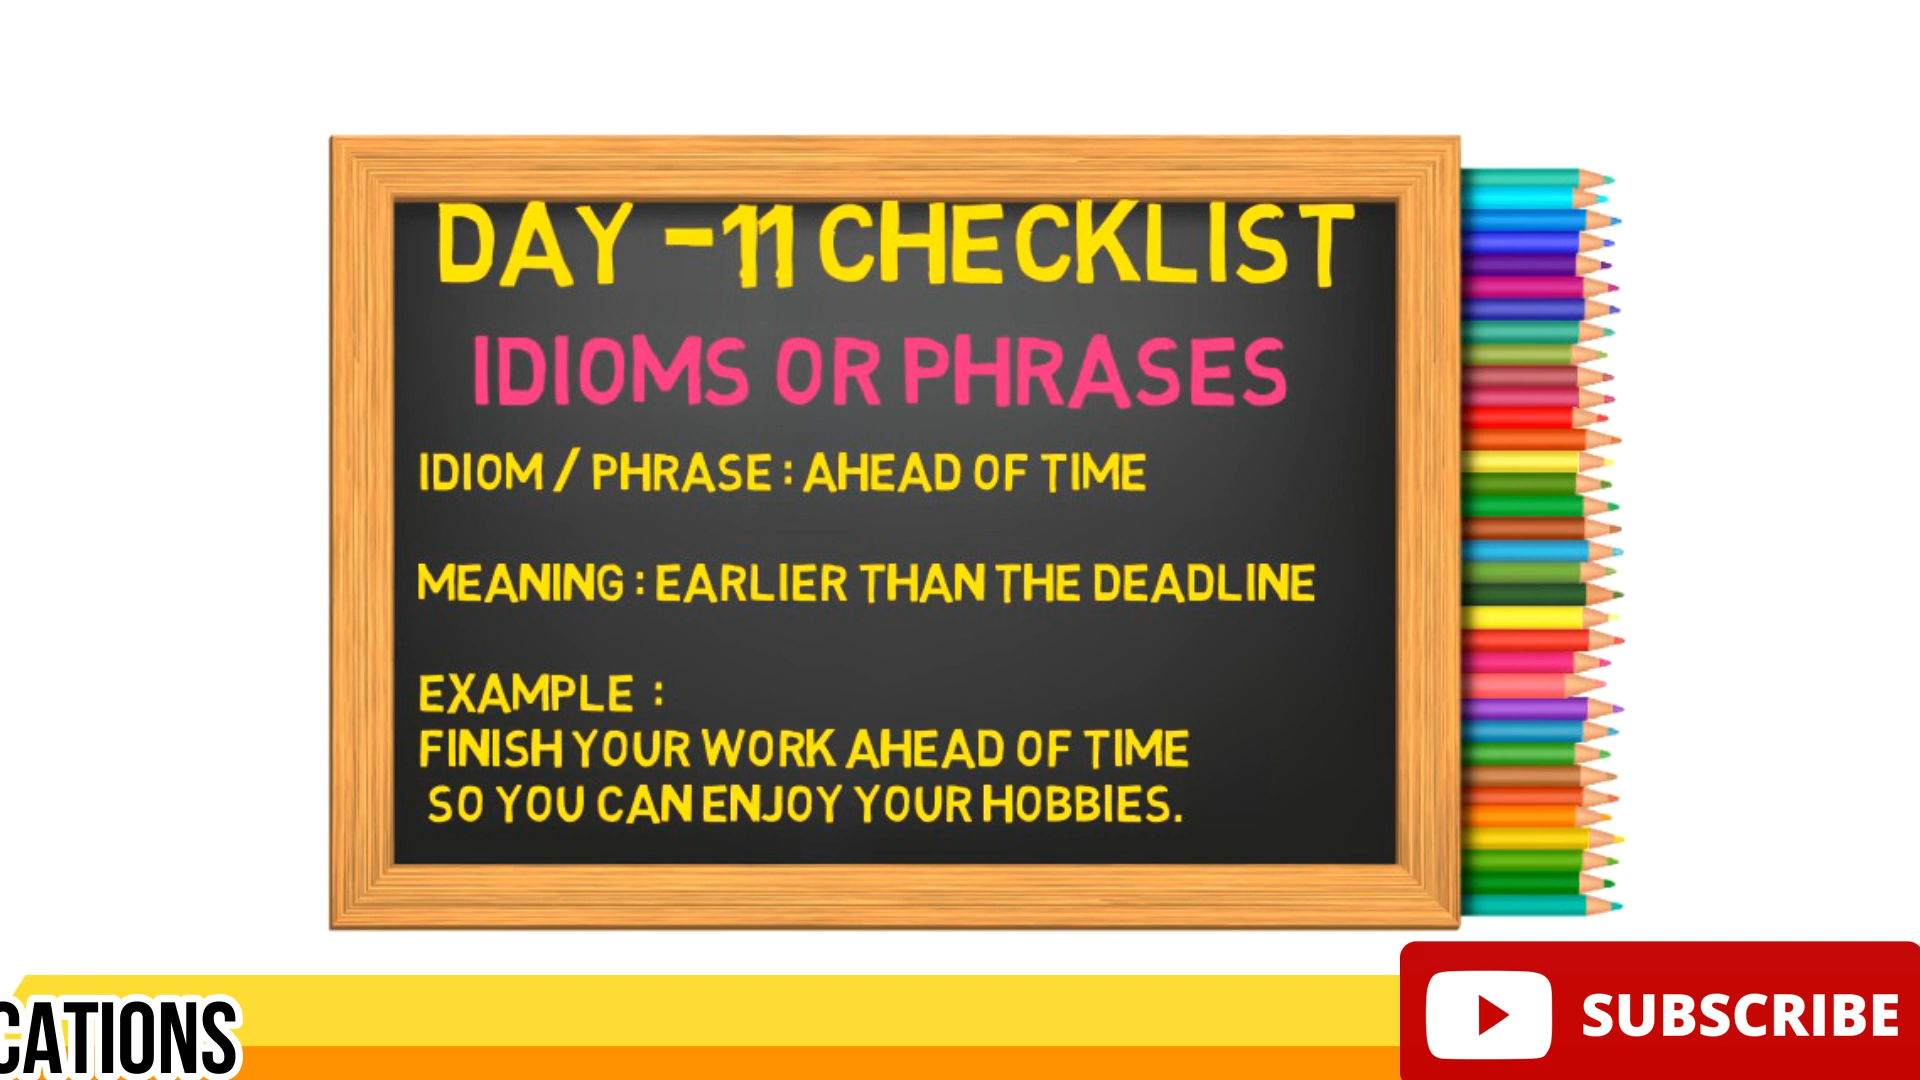 DAY -11 CHECKLIST
IDIOMS OR PHRASES
IDIOM / PHRASE : AHEAD OF TIME
MEANING : EARLIER THAN THE DEADLINE
EXAMPLE :
FINISH YOUR WORK AHEAD OF TIME
SO YOU CAN ENJOY YOUR HOBBIES.
CATIONS
SUBSCRIBE